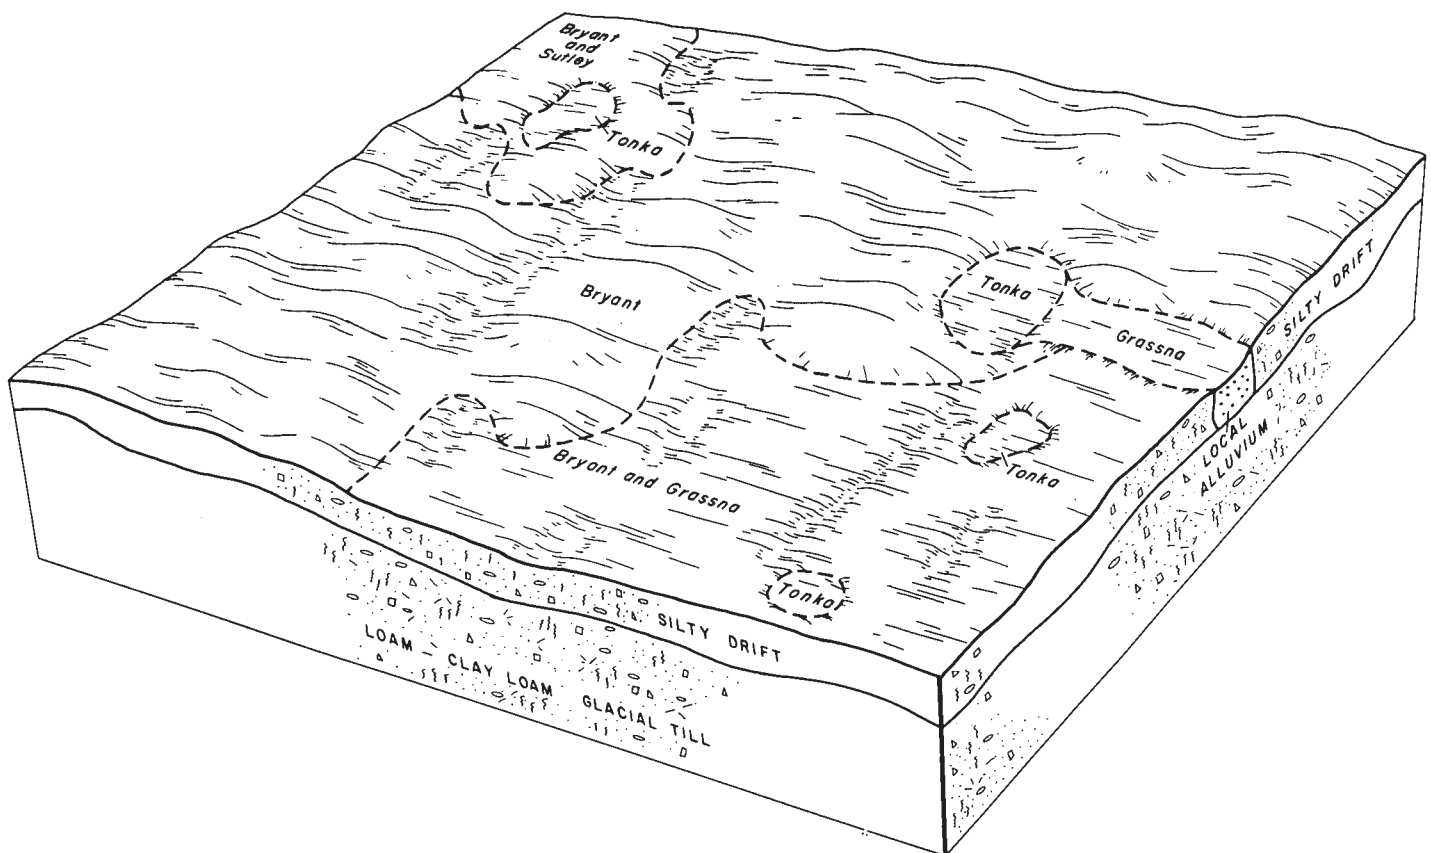 Bryant
and
Sutley
Tonka
Bryant
Tonka
Grassna
SILTY DRIFT
Bryant and Grassna
Tonka
LOCAL
ALLUVIUM
Tonka
SILTY DRIFT
LOAM - CLAY LOAM GLACIAL TILL